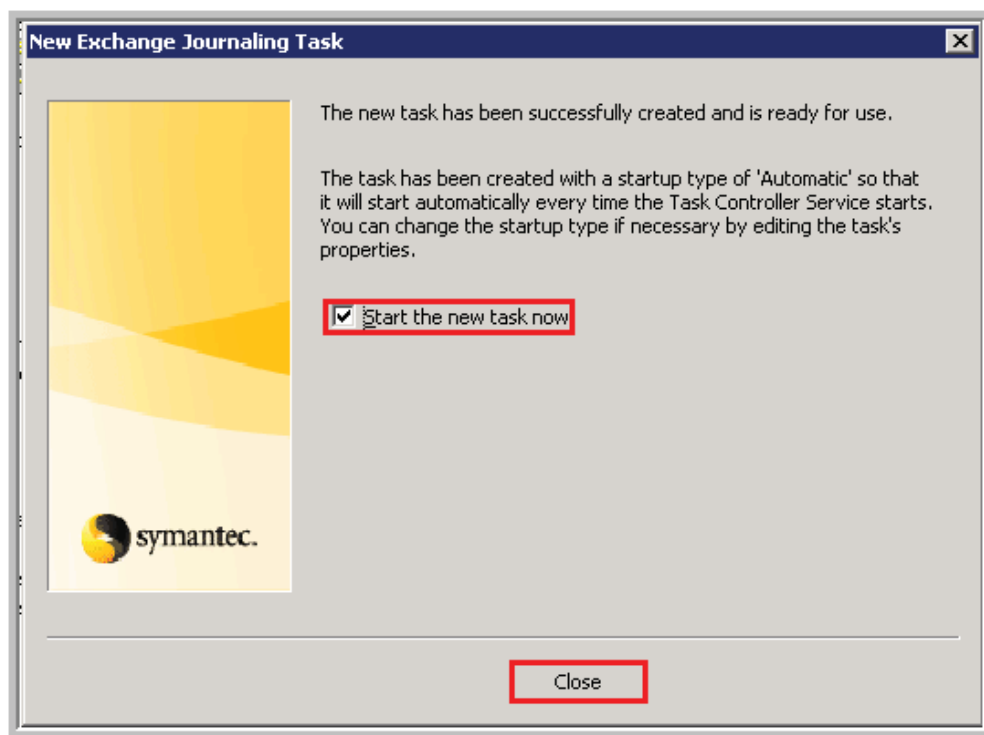 New Exchange Journaling Task
The new task has been successfully created and is ready for use.
The task has been created with a startup type of 'Automatic' so that
it will start automatically every time the Task Controller Service starts.
You can change the startup type if necessary by editing the task's
properties.
Start the new task now
symantec.
Close